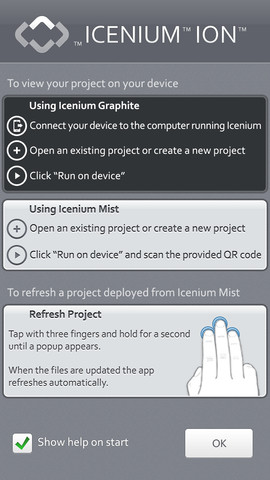 ™ ICENIUM™ ION™
To view your project on your device
Using Icenium Graphite
Connect your device to the computer running Icenium
Open an existing project or create a new project
Click “Run on device”
Using Icenium Mist
Open an existing project or create a new project
Click “Run on device” and scan the provided QR code
To refresh a project deployed from Icenium Mist
Refresh Project
Tap with three fingers and hold for a second
until a popup appears.
When the files are updated the app
refreshes automatically.
Show help on start
OK